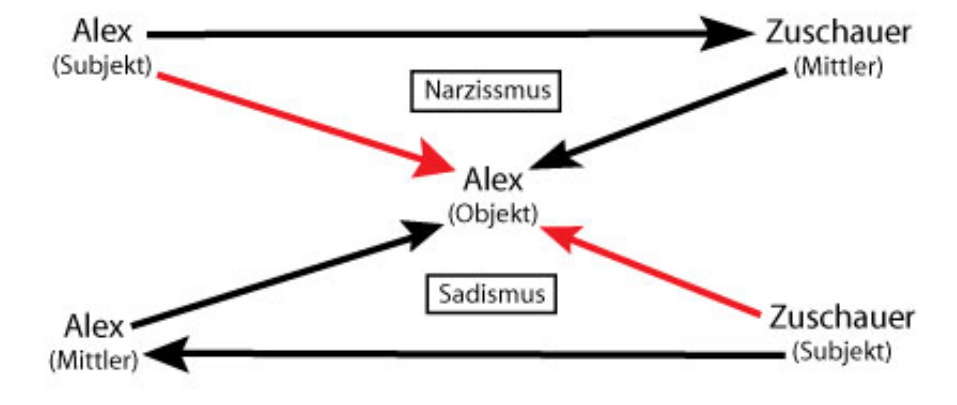 Alex
(Subjekt)
Zuschauer
(Mittler)
Narzissmus
Alex
(Objekt)
Sadismus
Alex
(Mittler)
Zuschauer
(Subjekt)